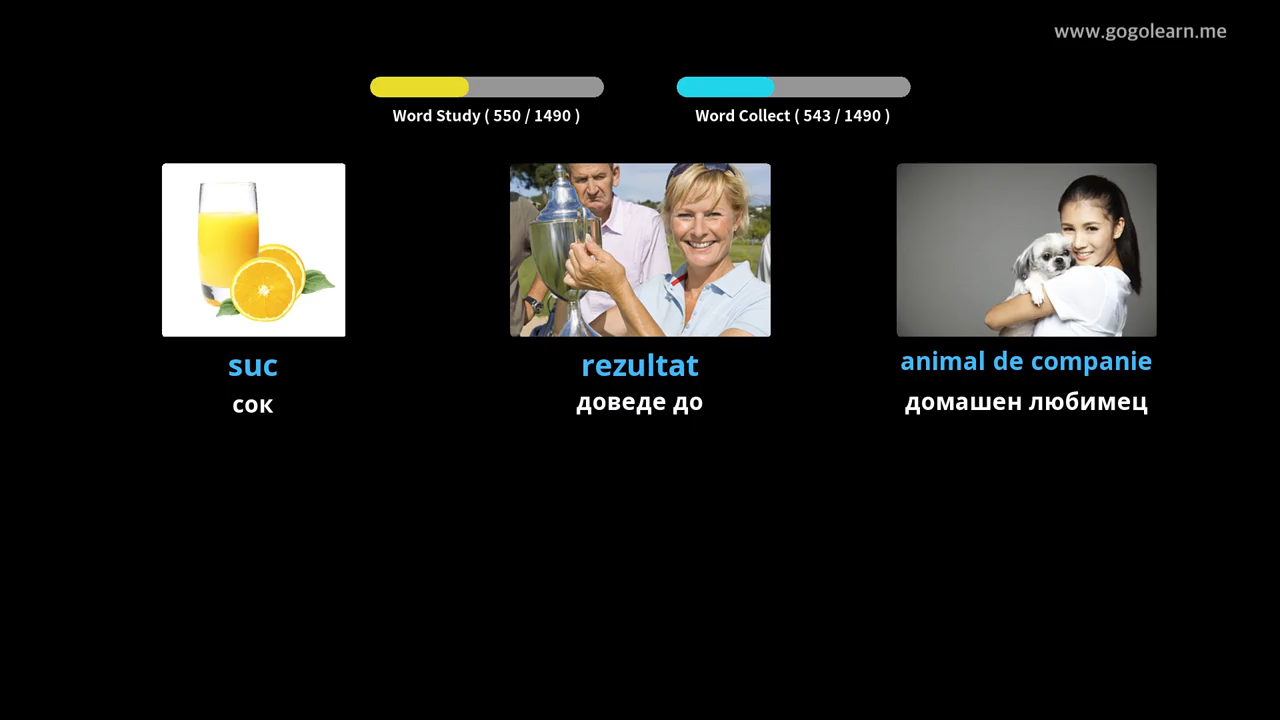 www.gogolearn.me
Word Study ( 550 / 1490 )
Word Collect ( 543 / 1490 )
suc
rezultat
animal de companie
сок
доведе до
домашен любимец